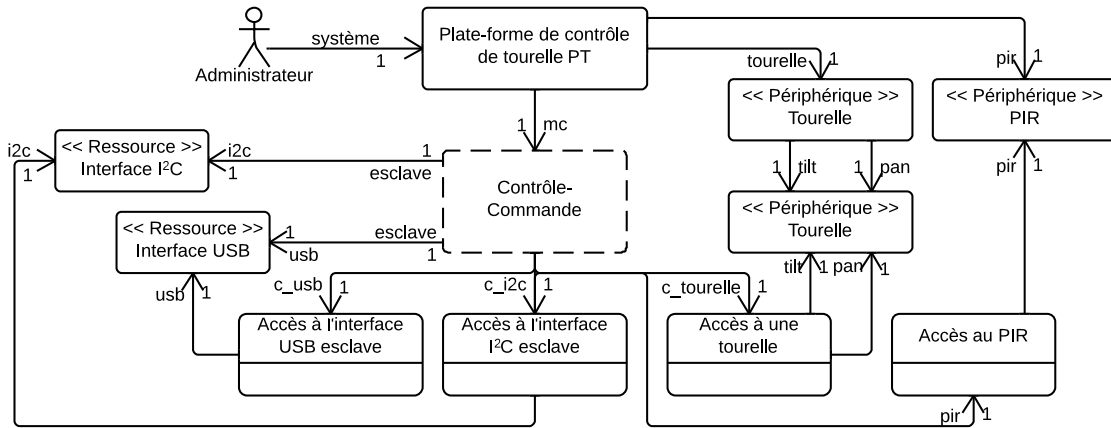 système
1
Administrateur
Plate-forme de contrôle
de tourelle PT
tourelle
1
pir
1
<< Périphérique >>
Tourelle
<< Périphérique >>
PIR
1
mc
i2c
1
<< Ressource >>
Interface I²C
i2c
1
1
esclave
Contrôle-
Commande
1
tilt
1
pan
pir
1
<< Périphérique >>
Tourelle
<< Ressource >>
Interface USB
1
usb
esclave
1
usb
1
c_usb
1
c_i2c
1
c_tourelle
1
tilt
1
pan
1
Accès à l'interface
USB esclave
Accès à l'interface
I²C esclave
Accès à une
tourelle
Accès au PIR
pir
1